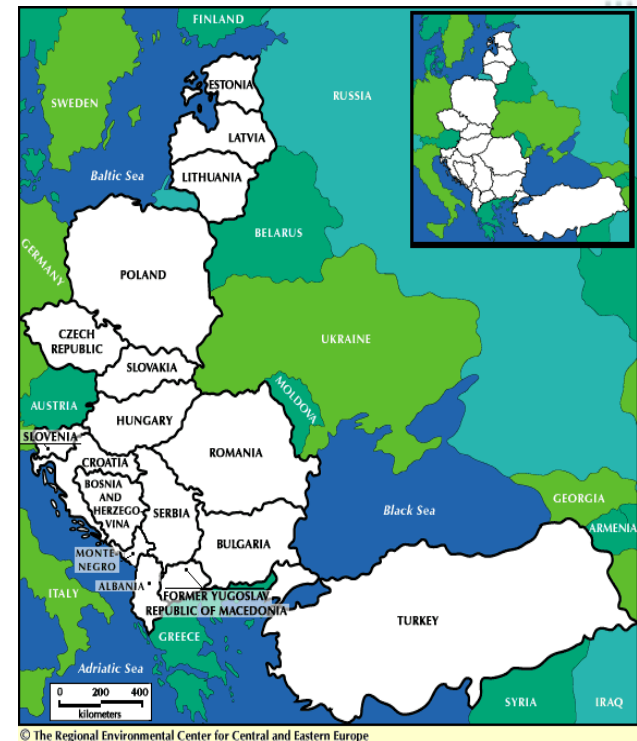 FINLAND
SWEDEN
RUSSIA
ESTONIA
LATVIA
Baltic Sea
LITHUANIA
BELARUS
GERMANY
POLAND
UKRAINE
CZECH
REPUBLIC
SLOVAKIA
MOLDOVA
AUSTRIA
HUNGARY
SLOVENIA
ROMANIA
CROATIA
BOSNIA
AND
HERZEGO
VINA
SERBIA
Black Sea
GEORGIA
ARMENIA
BULGARIA
MONTE-
NEGRO
ALBANIA
ITALY
FORMER YUGOSLAV
REPUBLIC OF MACEDONIA
TURKEY
GREECE
Adriatic Sea
0 200 400
kilometers
SYRIA
IRAQ
© The Regional Environmental Center for Central and Eastern Europe